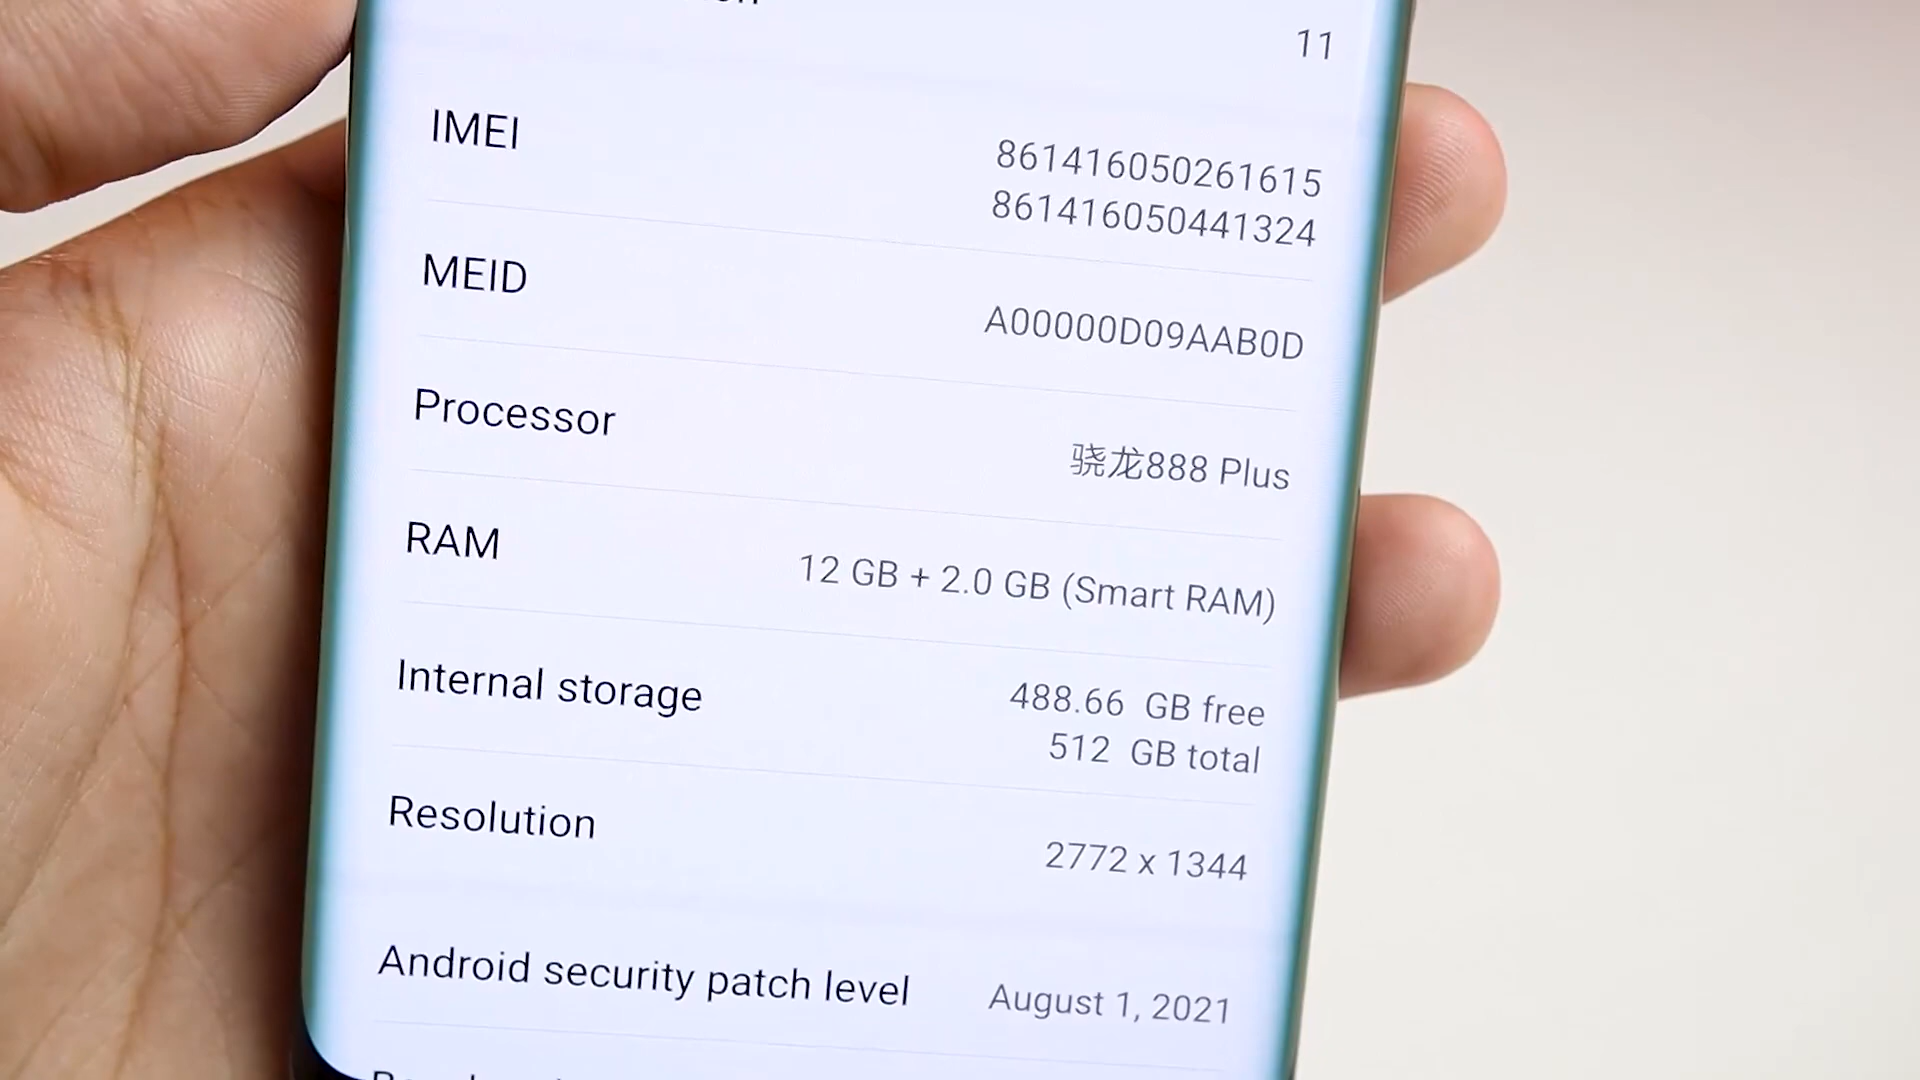 11
IMEI
861416050261615
861416050441324
MEID
A00000D09AAB0D
Processor
骁龙888 Plus
RAM
12 GB + 2.0 GB (Smart RAM)
Internal storage
488.66 GB free
512 GB total
Resolution
2772 x 1344
Android security patch level
August 1, 2021